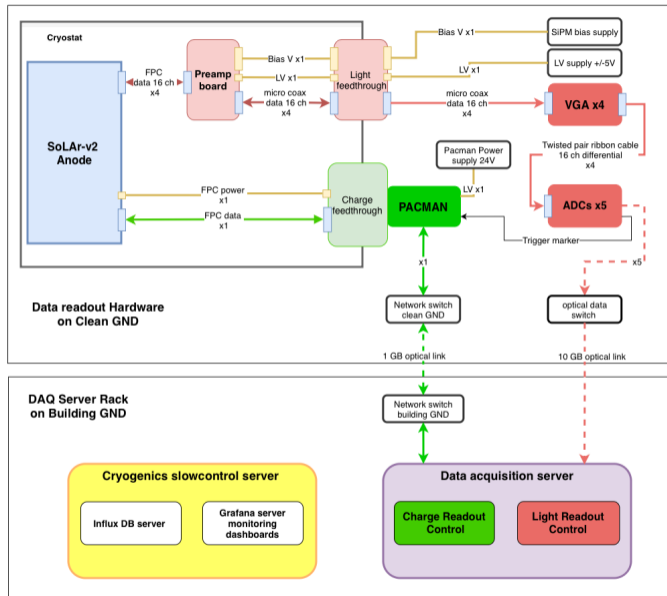 Cryostat
FPC
data 16 ch
x4
Preamp
board
Bias V x1
LV x1
micro coax
data 16 ch
x4
Light
feedthrough
Bias V x1
SiPM bias supply
LV x1
LV supply +/-5V
micro coax
data 16 ch
x4
VGA x4
SoLAr-v2
Anode
Twisted pair ribbon cable
16 ch differential
x4
Pacman Power
supply 24V
LV x1
FPC power
x1
FPC data
x1
Charge
feedthrough
PACMAN
ADCs x5
Trigger marker
x1
x5
Data readout Hardware
on Clean GND
Network switch
clean GND
optical data
switch
1 GB optical link
10 GB optical link
DAQ Server Rack
on Building GND
Network switch
building GND
Cryogenics slowcontrol server
Influx DB server
Grafana server
monitoring
dashboards
Data acquisition server
Charge Readout
Control
Light Readout
Control